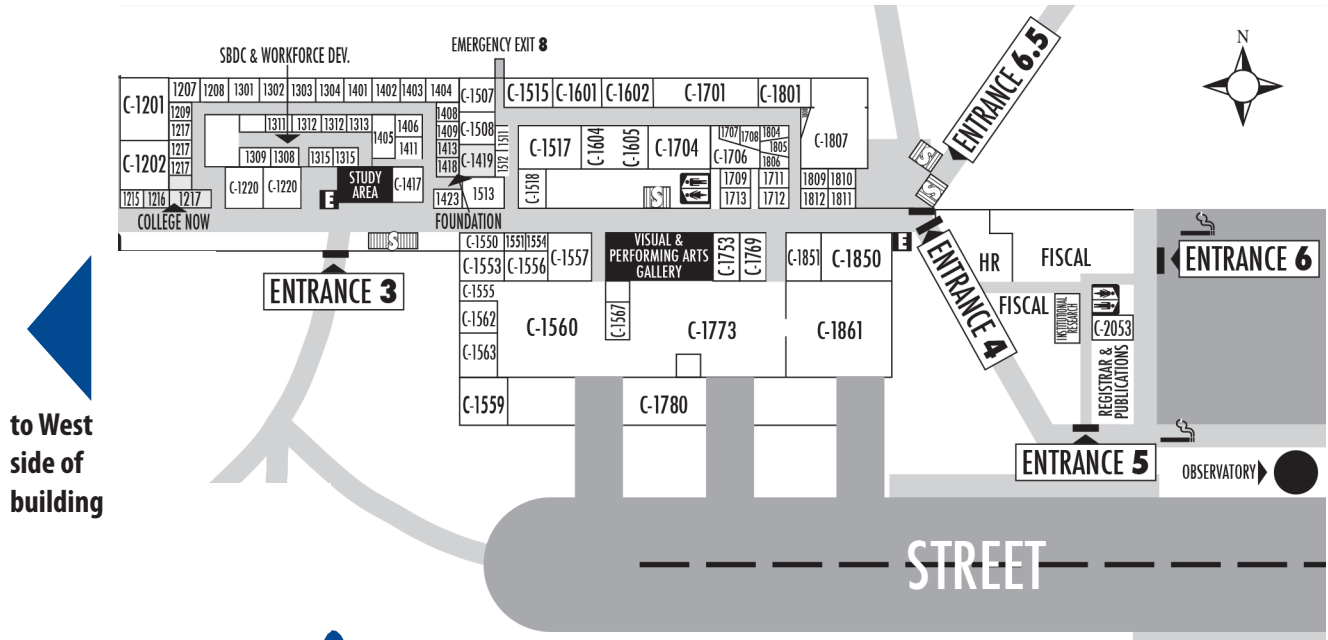 EMERGENCY EXIT 8
SBDC & WORKFORCE DEV.
ENTRANCE 6.5
N
C-1201
1207
1208
1301
1302
1303
1304
1401
1402
1403
1404
C-1507
C-1515
C-1601
C-1602
C-1701
C-1801
1209
1217
1217
1217
C-1202
1215
1216
1217
COLLEGE NOW
1311
1312
1312
1313
1405
1406
1411
1309
1308
1315
1315
C-1220
C-1220
E
STUDY
AREA
C-1417
1408
1409
1413
1418
C-1508
C-1419
1511
1512
1423
1513
FOUNDATION
C-1517
C-1518
C-1604
C-1605
C-1704
S
1707
1708
C-1706
1709
1713
1804
1805
1806
1711
1712
C-1807
1809
1810
1812
1811
S
S
S
ENTRANCE 3
C-1550
1551
1554
C-1553
C-1556
C-1557
C-1555
C-1562
C-1563
C-1559
C-1560
C-1567
VISUAL &
PERFORMING ARTS
GALLERY
C-1753
C-1769
C-1773
C-1780
C-1851
C-1850
C-1861
E
ENTRANCE 4
HR
FISCAL
FISCAL
INSTITUTIONAL
RESEARCH
C-2053
REGISTRAR &
PUBLICATIONS
ENTRANCE 6
ENTRANCE 5
OBSERVATORY
STREET
to West
side of
building